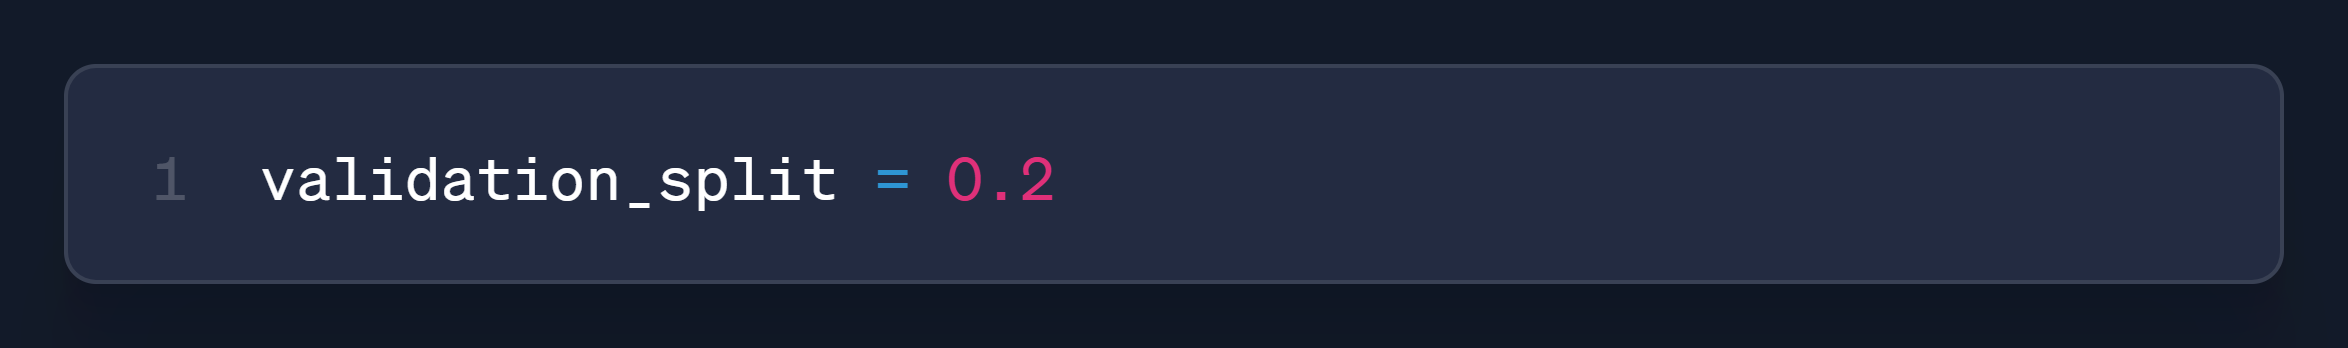 1 validation_split = 0.2